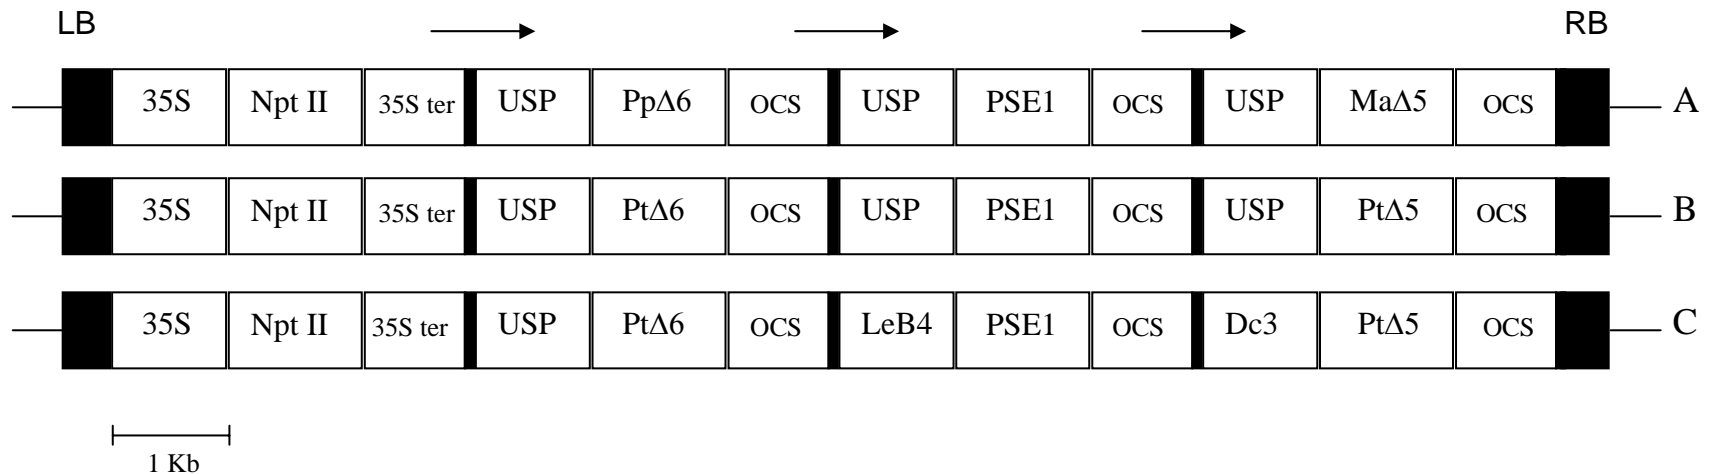 LB RB
35S Npt II 35S ter USP PpΔ6 OCS USP PSE1 OCS USP MaΔ5 OCS A
35S Npt II 35S ter USP PtΔ6 OCS USP PSE1 OCS USP PtΔ5 OCS B
35S Npt II 35S ter USP PtΔ6 OCS LeB4 PSE1 OCS Dc3 PtΔ5 OCS C
1 Kb